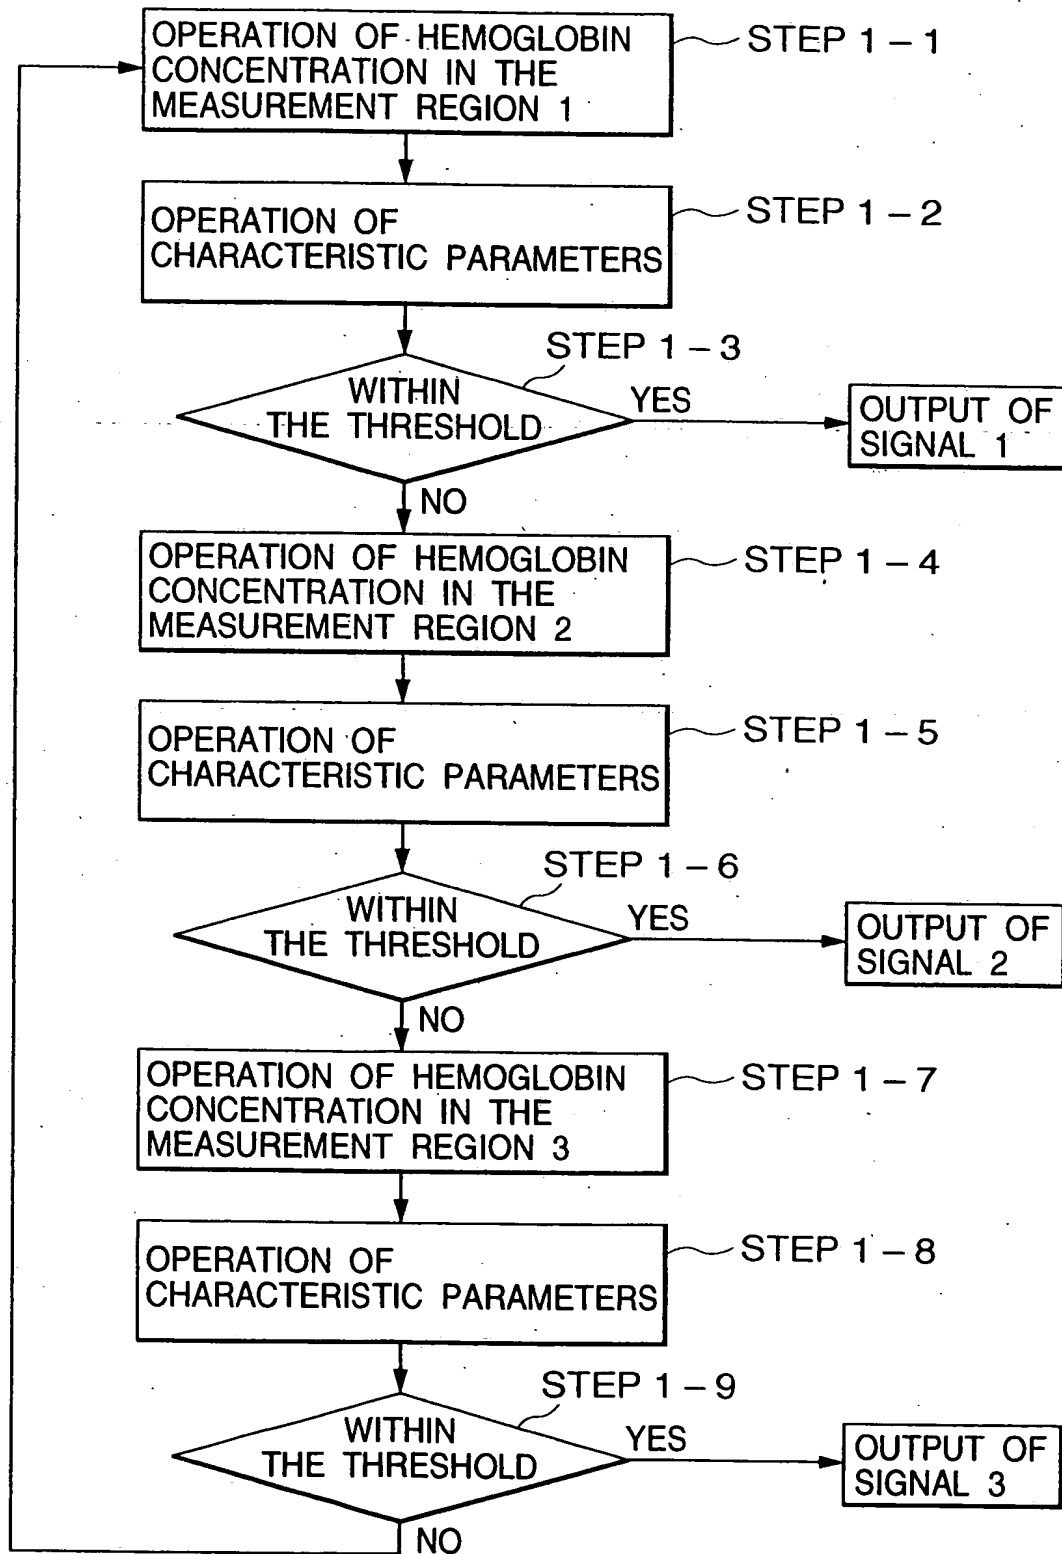 OPERATION OF HEMOGLOBIN
CONCENTRATION IN THE
MEASUREMENT REGION 1
STEP 1-1
OPERATION OF
CHARACTERISTIC PARAMETERS
STEP 1-2
STEP 1-3
WITHIN
THE THRESHOLD
YES
OUTPUT OF
SIGNAL 1
NO
OPERATION OF HEMOGLOBIN
CONCENTRATION IN THE
MEASUREMENT REGION 2
STEP 1-4
OPERATION OF
CHARACTERISTIC PARAMETERS
STEP 1-5
STEP 1-6
WITHIN
THE THRESHOLD
YES
OUTPUT OF
SIGNAL 2
NO
OPERATION OF HEMOGLOBIN
CONCENTRATION IN THE
MEASUREMENT REGION 3
STEP 1-7
OPERATION OF
CHARACTERISTIC PARAMETERS
STEP 1-8
STEP 1-9
WITHIN
THE THRESHOLD
YES
OUTPUT OF
SIGNAL 3
NO